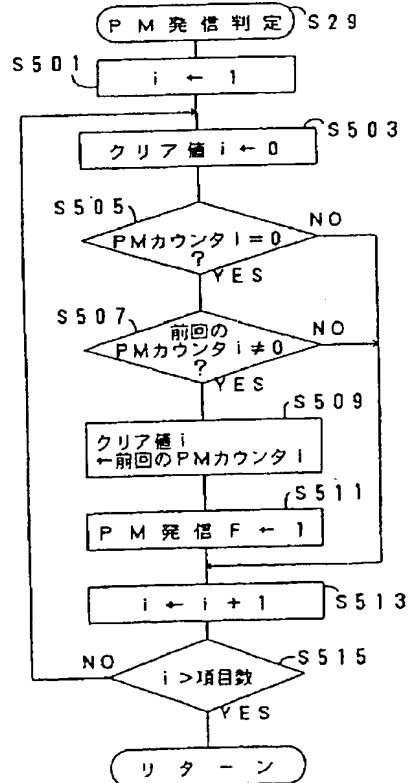 PM発信判定
S29
S501
i ← 1
S503
クリア値 i ← 0
S505
PMカウンタ i = 0
?
NO
YES
S507
前回の
PMカウンタ i ≠ 0
?
NO
YES
S509
クリア値 i
←前回のPMカウンタ i
S511
PM発信F ← 1
i ← i + 1
S513
NO
S515
i > 項目数
YES
リターン